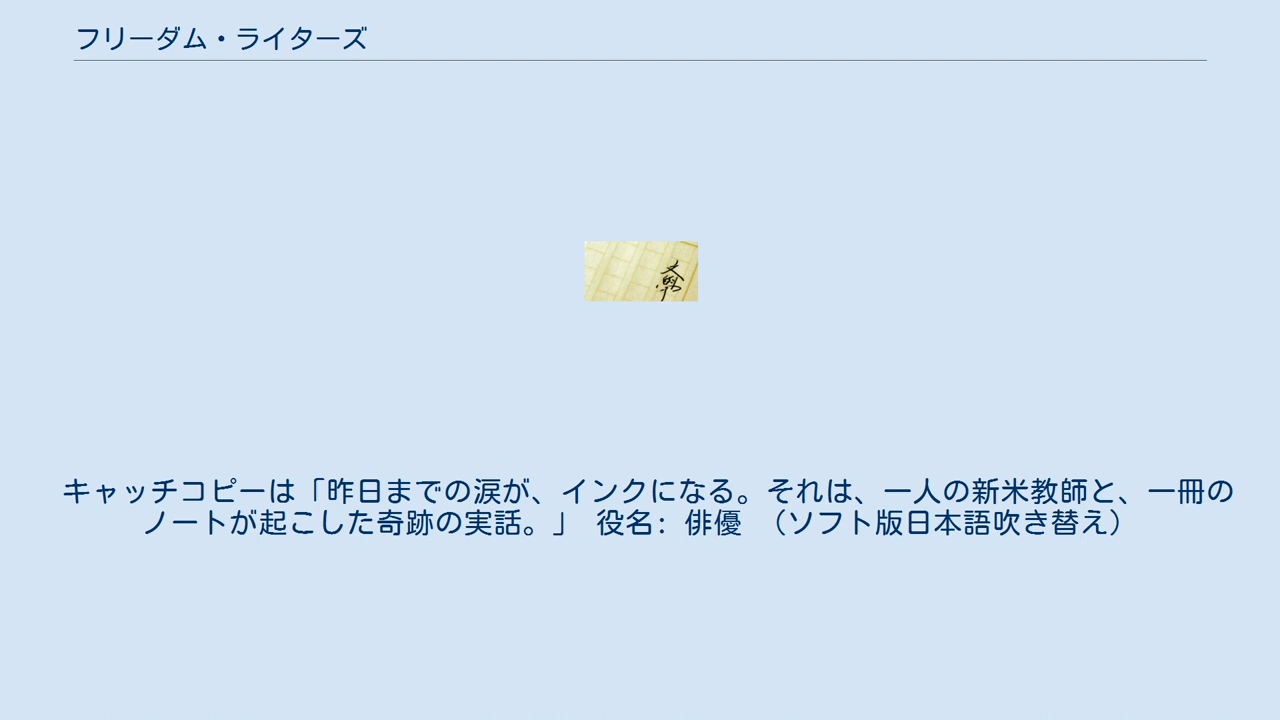 フリーダム・ライターズ
キャッチコピーは「昨日までの涙が、インクになる。それは、一人の新米教師と、一冊の
ノートが起こした奇跡の実話。」 役名: 俳優 （ソフト版日本語吹き替え）